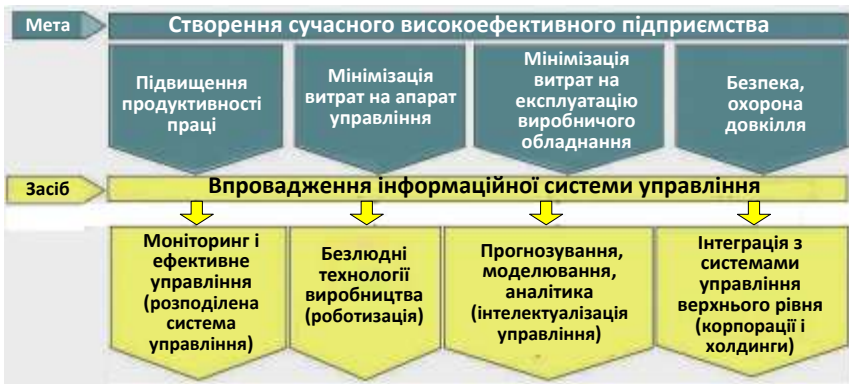 Мета
Створення сучасного високоефективного підприємства
Підвищення
продуктивності
праці
Мінімізація
витрат на апарат
управління
Мінімізація
витрат на
експлуатацію
виробничого
обладнання
Безпека,
охорона
довкілля
Засіб
Впровадження інформаційної системи управління
Моніторинг і
ефективне
управління
(розподілена
система
управління)
Безлюдні
технології
виробництва
(роботизація)
Прогнозування,
моделювання,
аналітика
(інтелектуалізація
управління)
Інтеграція з
системами
управління
верхнього рівня
(корпорації і
холдинги)